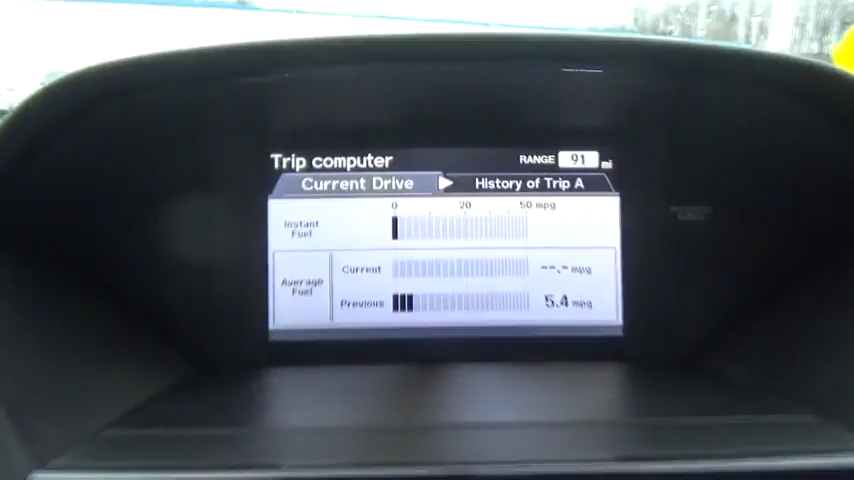 Trip computer RANGE 91 mi
Current Drive History of Trip A
0 20 50 mpg
Instant
Fuel
Average
Fuel
Current --.- mpg
Previous 5.4 mpg